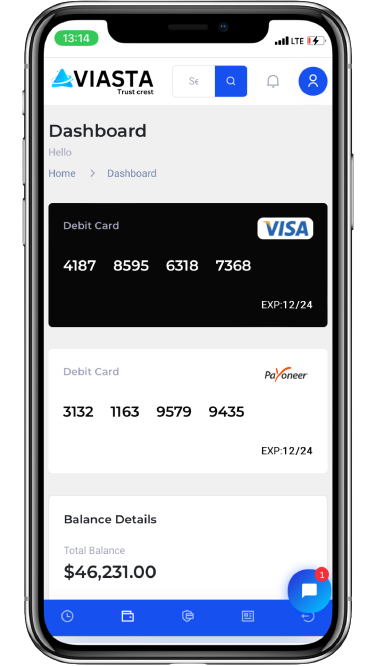 13:14
LTE
AVIASTA
Trust crest
Se
Dashboard
Hello
Home > Dashboard
Debit Card
VISA
4187 8595 6318 7368
EXP:12/24
Debit Card
Payoneer
3132 1163 9579 9435
EXP:12/24
Balance Details
Total Balance
$46,231.00
1